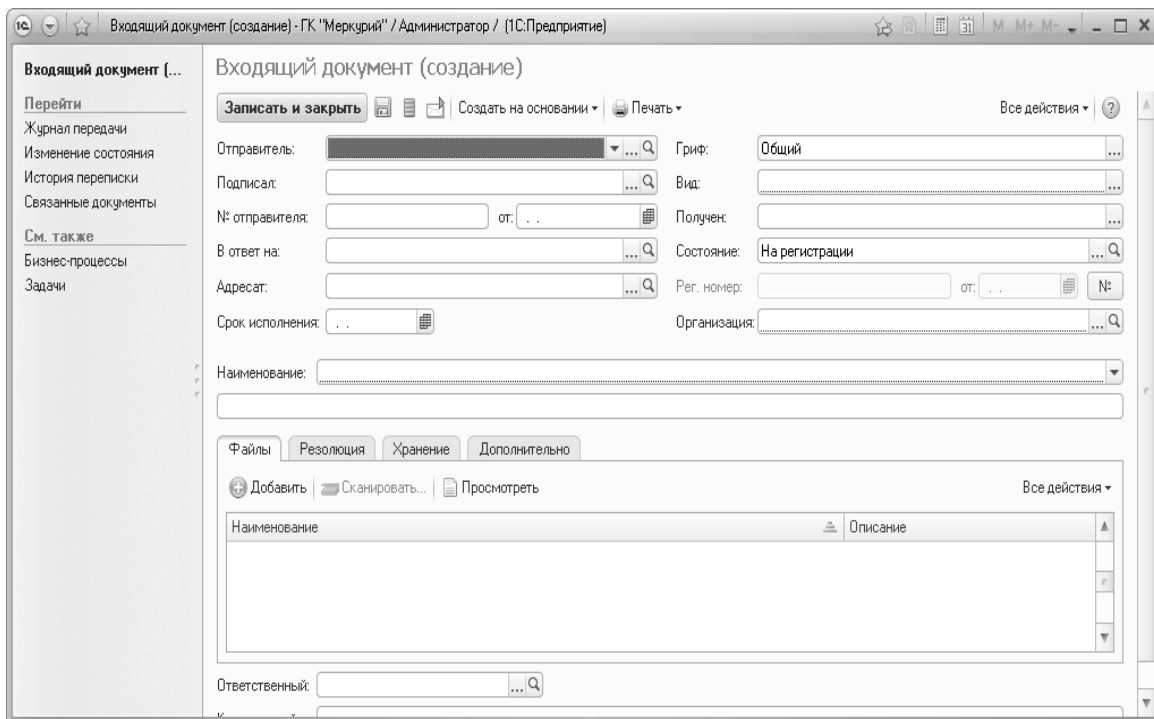 Входящий документ (создание) - ГК "Меркурий" / Администратор / (1С:Предприятие) 31 M M+ M-
Входящий документ (...
Перейти
Журнал передачи
Изменение состояния
История переписки
Связанные документы
См. также
Бизнес-процессы
Задачи
Входящий документ (создание)
Записать и закрыть Создать на основании Печать Все действия ?
Отправитель: ... Гриф: Общий ...
Подписал: ... Вид: ...
№ отправителя: от: . . Получен: ...
В ответ на: ... Состояние: На регистрации ...
Адресат: ... Рег. номер: от: . . №
Срок исполнения: . . Организация: ...
Наименование:
Файлы Резолюция Хранение Дополнительно
Добавить Сканировать... Просмотреть Все действия
Наименование Описание
Ответственный: ...